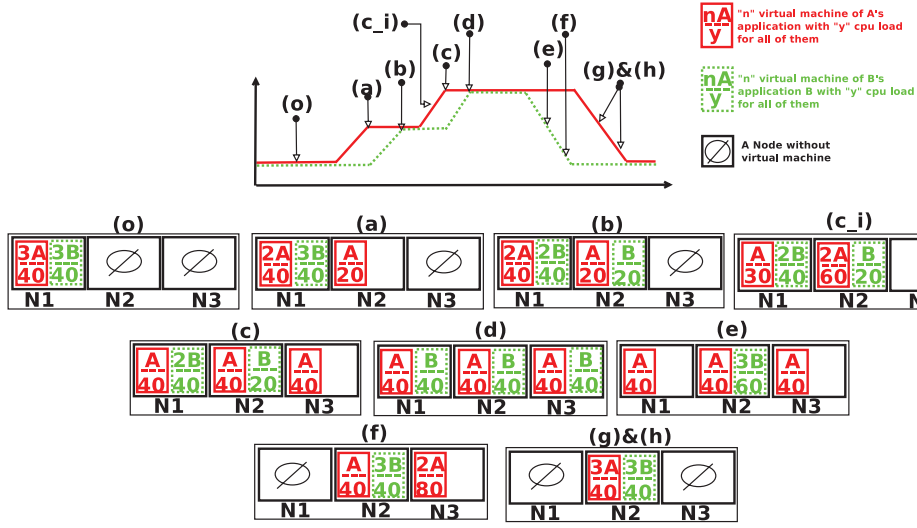 (o)
(a)
(b)
(c_i)
(c)
(d)
(e)
(f)
(g)&(h)
nA
y
"n" virtual machine of A's
application with "y" cpu load
for all of them
nA
y
"n" virtual machine of B's
application B with "y" cpu load
for all of them
A Node without
virtual machine
(o)
3A 3B
40 40
N1 N2 N3
(a)
2A 3B A
40 40 20
N1 N2 N3
(b)
2A 2B A B
40 40 20 20
N1 N2 N3
(c_i)
A 2B 2A B
30 40 60 20
N1 N2 N
(c)
A 2B A B A
40 40 40 20 40
N1 N2 N3
(d)
A B A B A B
40 40 40 40 40 40
N1 N2 N3
(e)
A A 3B A
40 40 60 40
N1 N2 N3
(f)
A 3B 2A
40 40 80
N1 N2 N3
(g)&(h)
3A 3B
40 40
N1 N2 N3